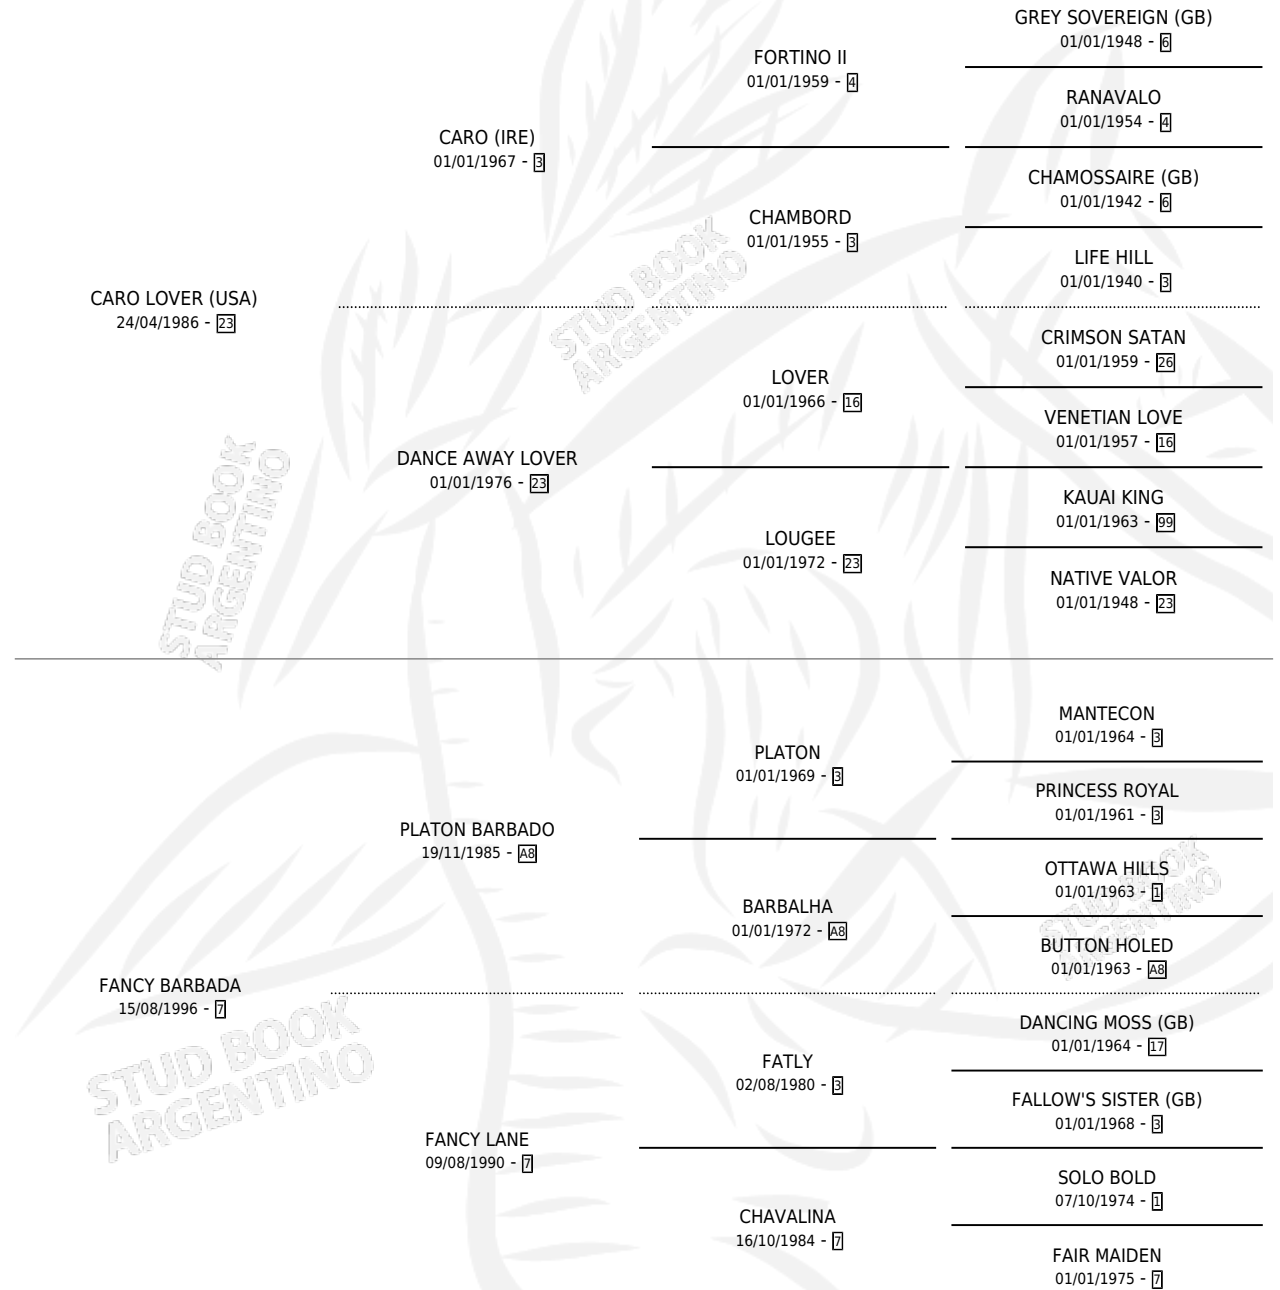 GREY SOVEREIGN (GB)
01/01/1948 - 6
FORTINO II
01/01/1959 - 4
RANAVALO
01/01/1954 - 4
CARO (IRE)
01/01/1967 - 3
CHAMOSSAIRE (GB)
01/01/1942 - 6
CHAMBORD
01/01/1955 - 3
LIFE HILL
01/01/1940 - 3
CARO LOVER (USA)
24/04/1986 - 23
STUD BOOK
ARGENTINO
CRIMSON SATAN
01/01/1959 - 26
LOVER
01/01/1966 - 16
VENETIAN LOVE
01/01/1957 - 16
DANCE AWAY LOVER
01/01/1976 - 23
KAUAI KING
01/01/1963 - 99
LOUGEE
01/01/1972 - 23
NATIVE VALOR
01/01/1948 - 23
STUD BOOK
ARGENTINO
MANTECON
01/01/1964 - 3
PLATON
01/01/1969 - 3
PRINCESS ROYAL
01/01/1961 - 3
PLATON BARBADO
19/11/1985 - A8
OTTAWA HILLS
01/01/1963 - 1
BARBALHA
01/01/1972 - A8
BUTTON HOLED
01/01/1963 - A8
STUD BOOK
ARGENTINO
FANCY BARBADA
15/08/1996 - 7
DANCING MOSS (GB)
01/01/1964 - 17
FATLY
02/08/1980 - 3
FALLOW'S SISTER (GB)
01/01/1968 - 3
STUD BOOK
ARGENTINO
FANCY LANE
09/08/1990 - 7
SOLO BOLD
07/10/1974 - 1
CHAVALINA
16/10/1984 - 7
FAIR MAIDEN
01/01/1975 - 7